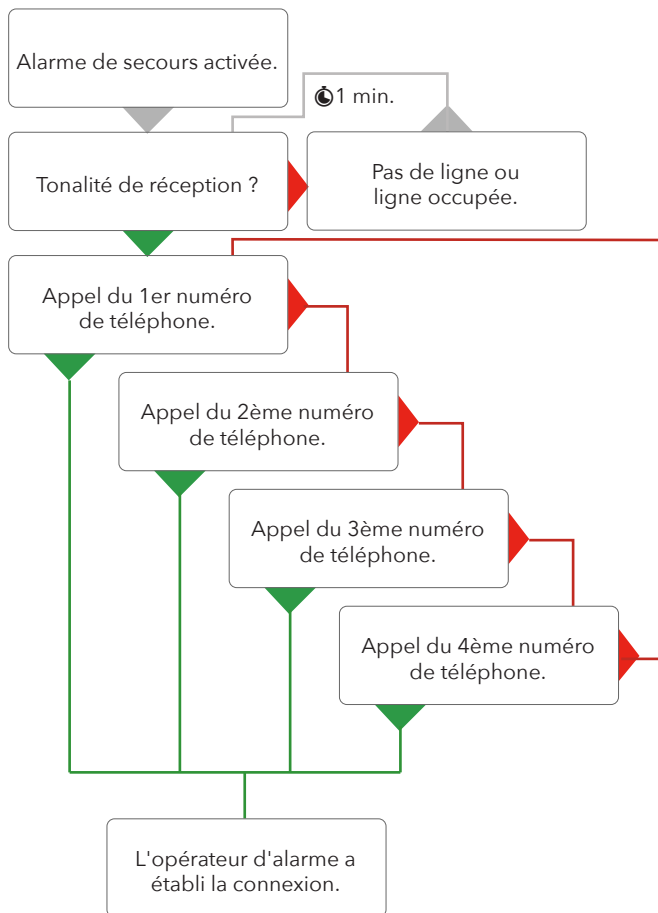 Alarme de secours activée.
1 min.
Tonalité de réception ?
Pas de ligne ou
ligne occupée.
Appel du 1er numéro
de téléphone.
Appel du 2ème numéro
de téléphone.
Appel du 3ème numéro
de téléphone.
Appel du 4ème numéro
de téléphone.
L'opérateur d'alarme a
établi la connexion.